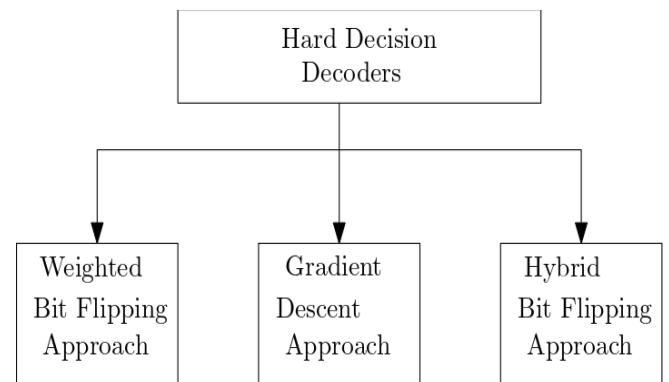 Hard Decision
Decoders
Weighted
Bit Flipping
Approach
Gradient
Descent
Approach
Hybrid
Bit Flipping
Approach